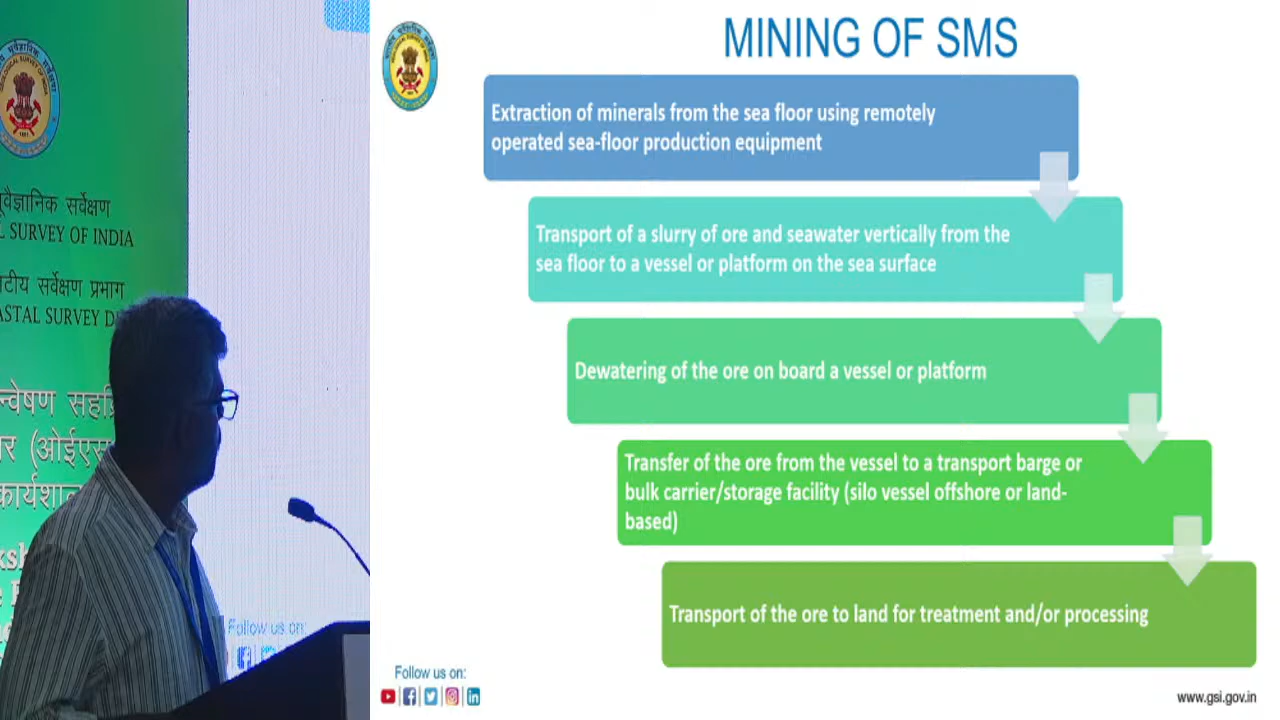 भूवैज्ञानिक सर्वेक्षण
SURVEY OF INDIA
सर्वेक्षण प्रभाग
SURVEY
कार्यशाला
Follow us on:
MINING OF SMS
Extraction of minerals from the sea floor using remotely
operated sea-floor production equipment
Transport of a slurry of ore and seawater vertically from the
sea floor to a vessel or platform on the sea surface
Dewatering of the ore on board a vessel or platform
Transfer of the ore from the vessel to a transport barge or
bulk carrier/storage facility (silo vessel offshore or land-
based)
Transport of the ore to land for treatment and/or processing
Follow us on:
www.gsi.gov.in